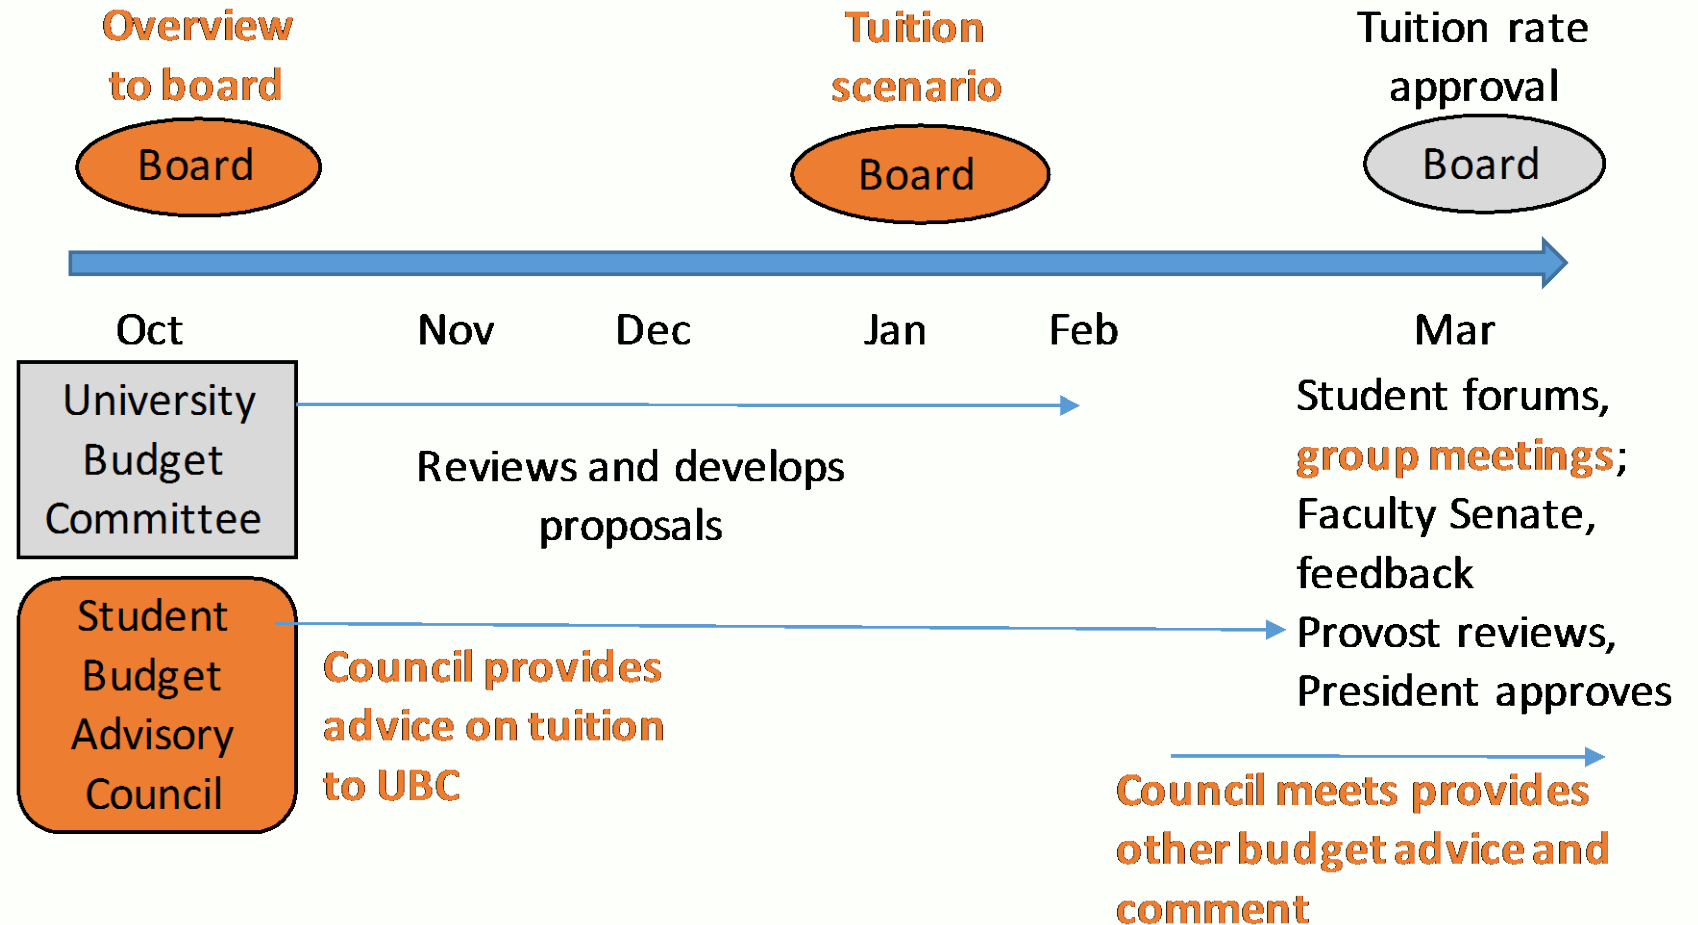 Overview
to board
Board
Tuition
scenario
Board
Tuition rate
approval
Board
Oct Nov Dec Jan Feb Mar
University
Budget
Committee
Reviews and develops
proposals
Student
Budget
Advisory
Council
Council provides
advice on tuition
to UBC
Student forums,
group meetings;
Faculty Senate,
feedback
Provost reviews,
President approves
Council meets provides
other budget advice and
comment